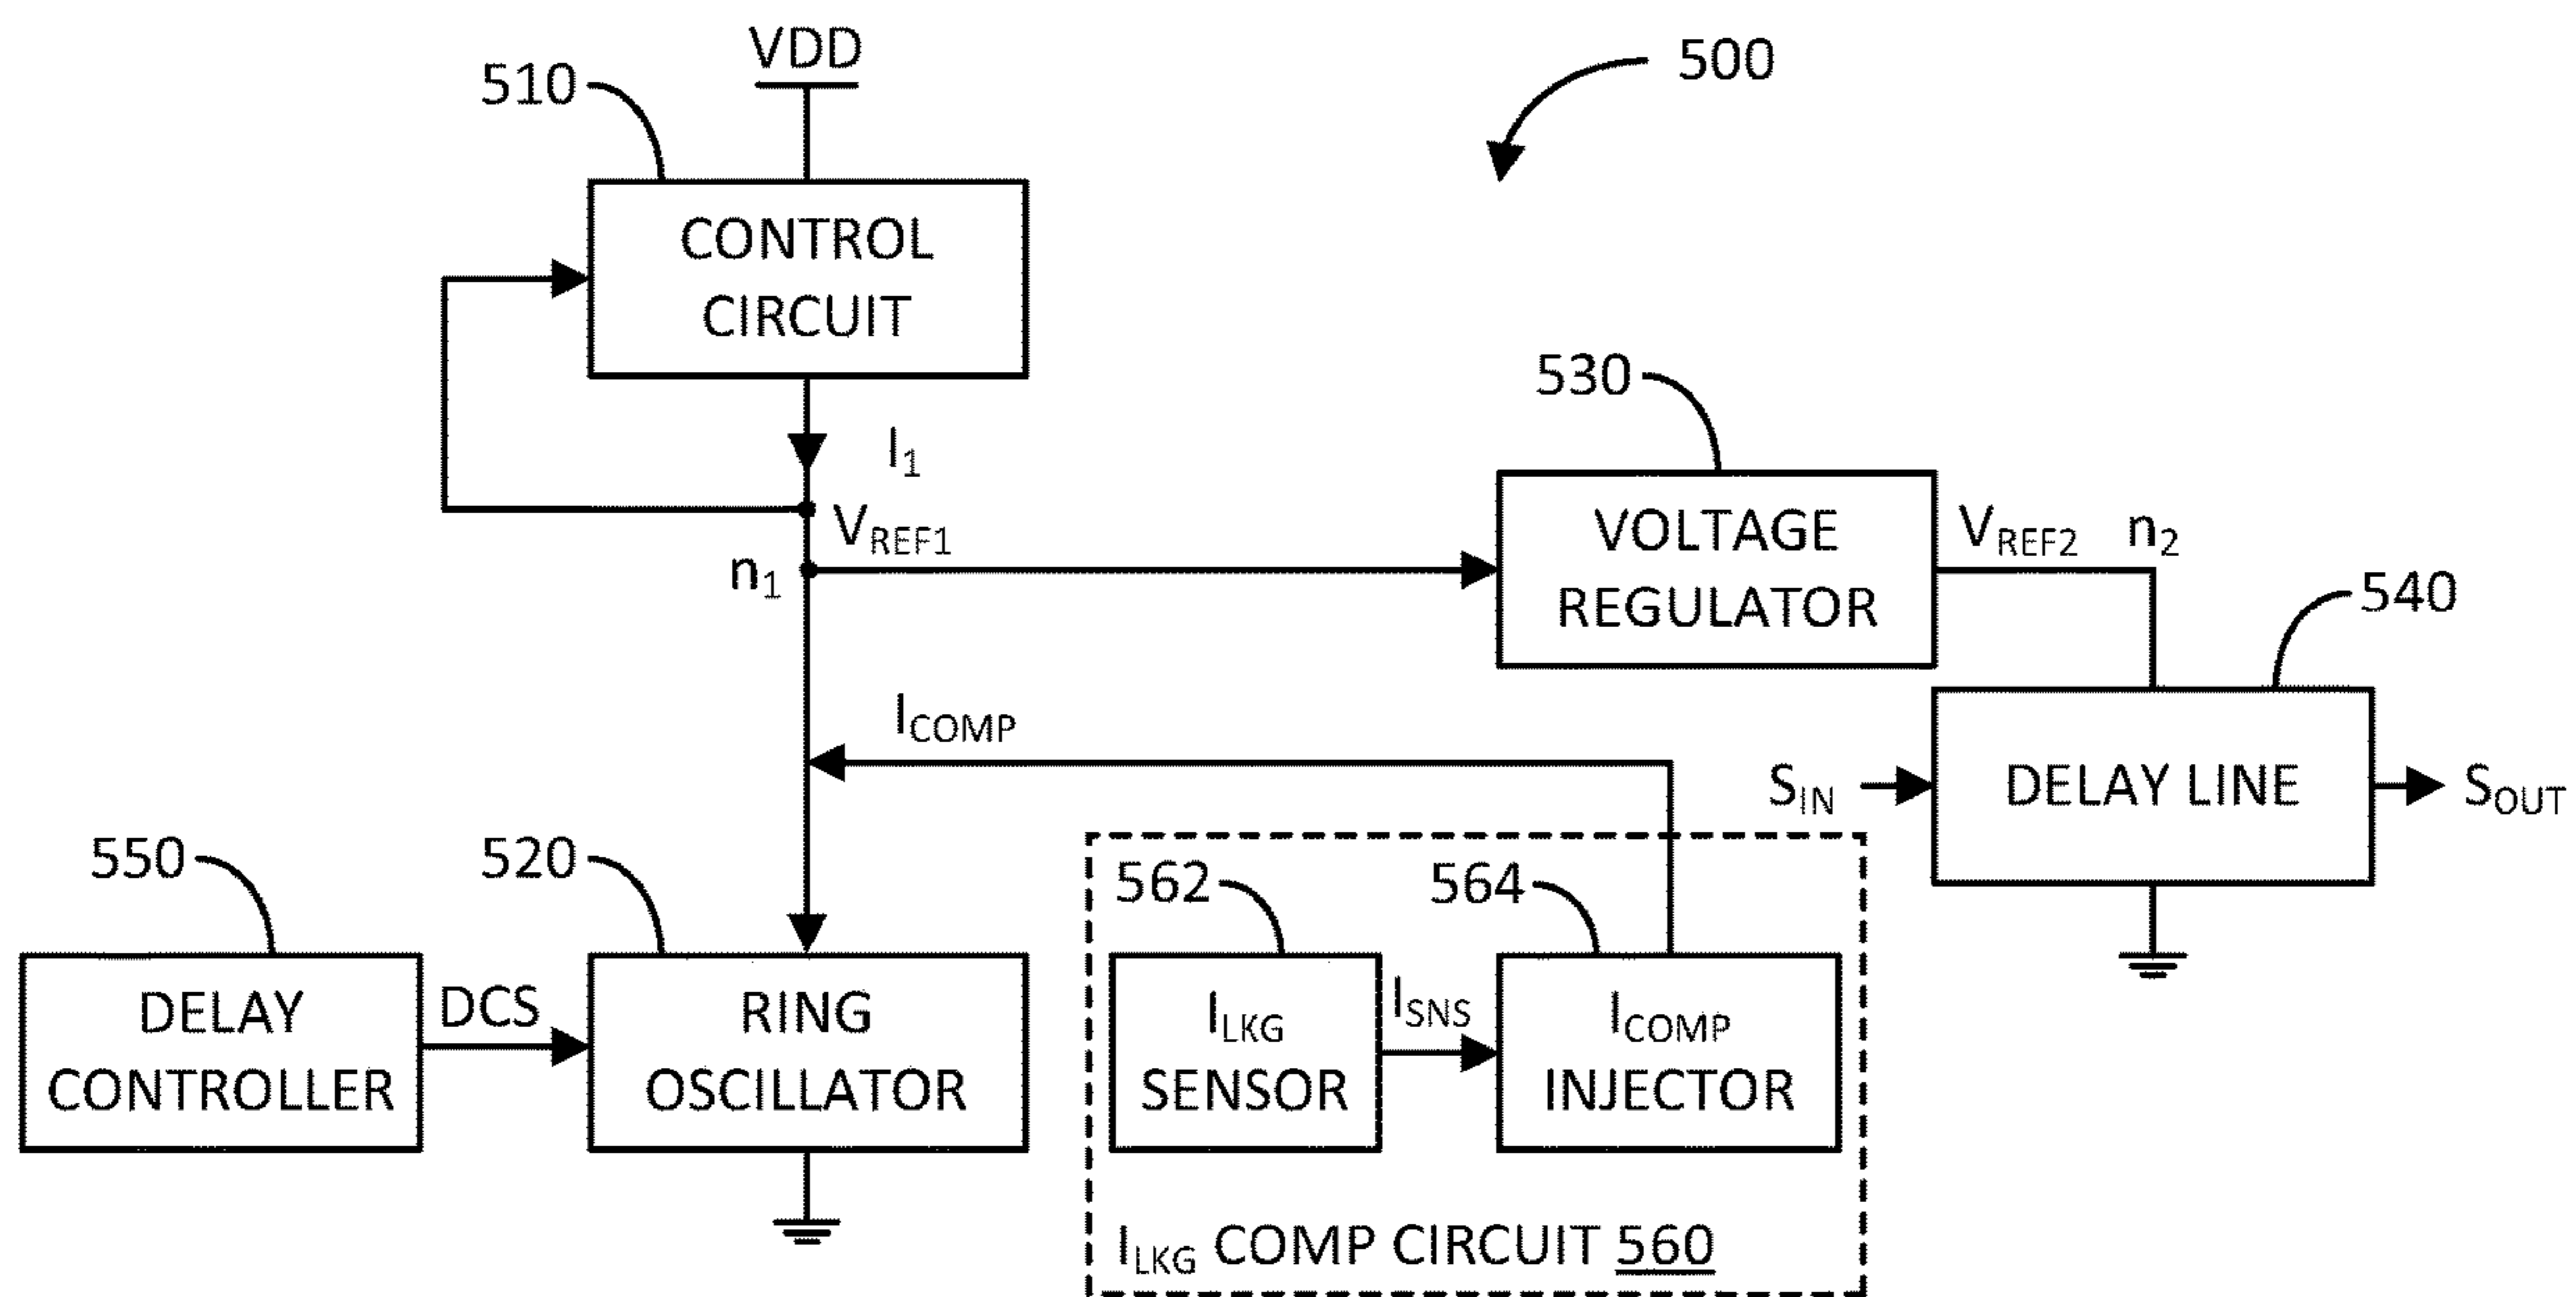 VDD
510
500
CONTROL
CIRCUIT
I1
530
VREF1
n1
VOLTAGE
REGULATOR
VREF2
n2
540
ICOMP
SIN
DELAY LINE
SOUT
550
520
562
564
DELAY
CONTROLLER
DCS
RING
OSCILLATOR
ILKG
SENSOR
ISNS
ICOMP
INJECTOR
ILKG COMP CIRCUIT 560